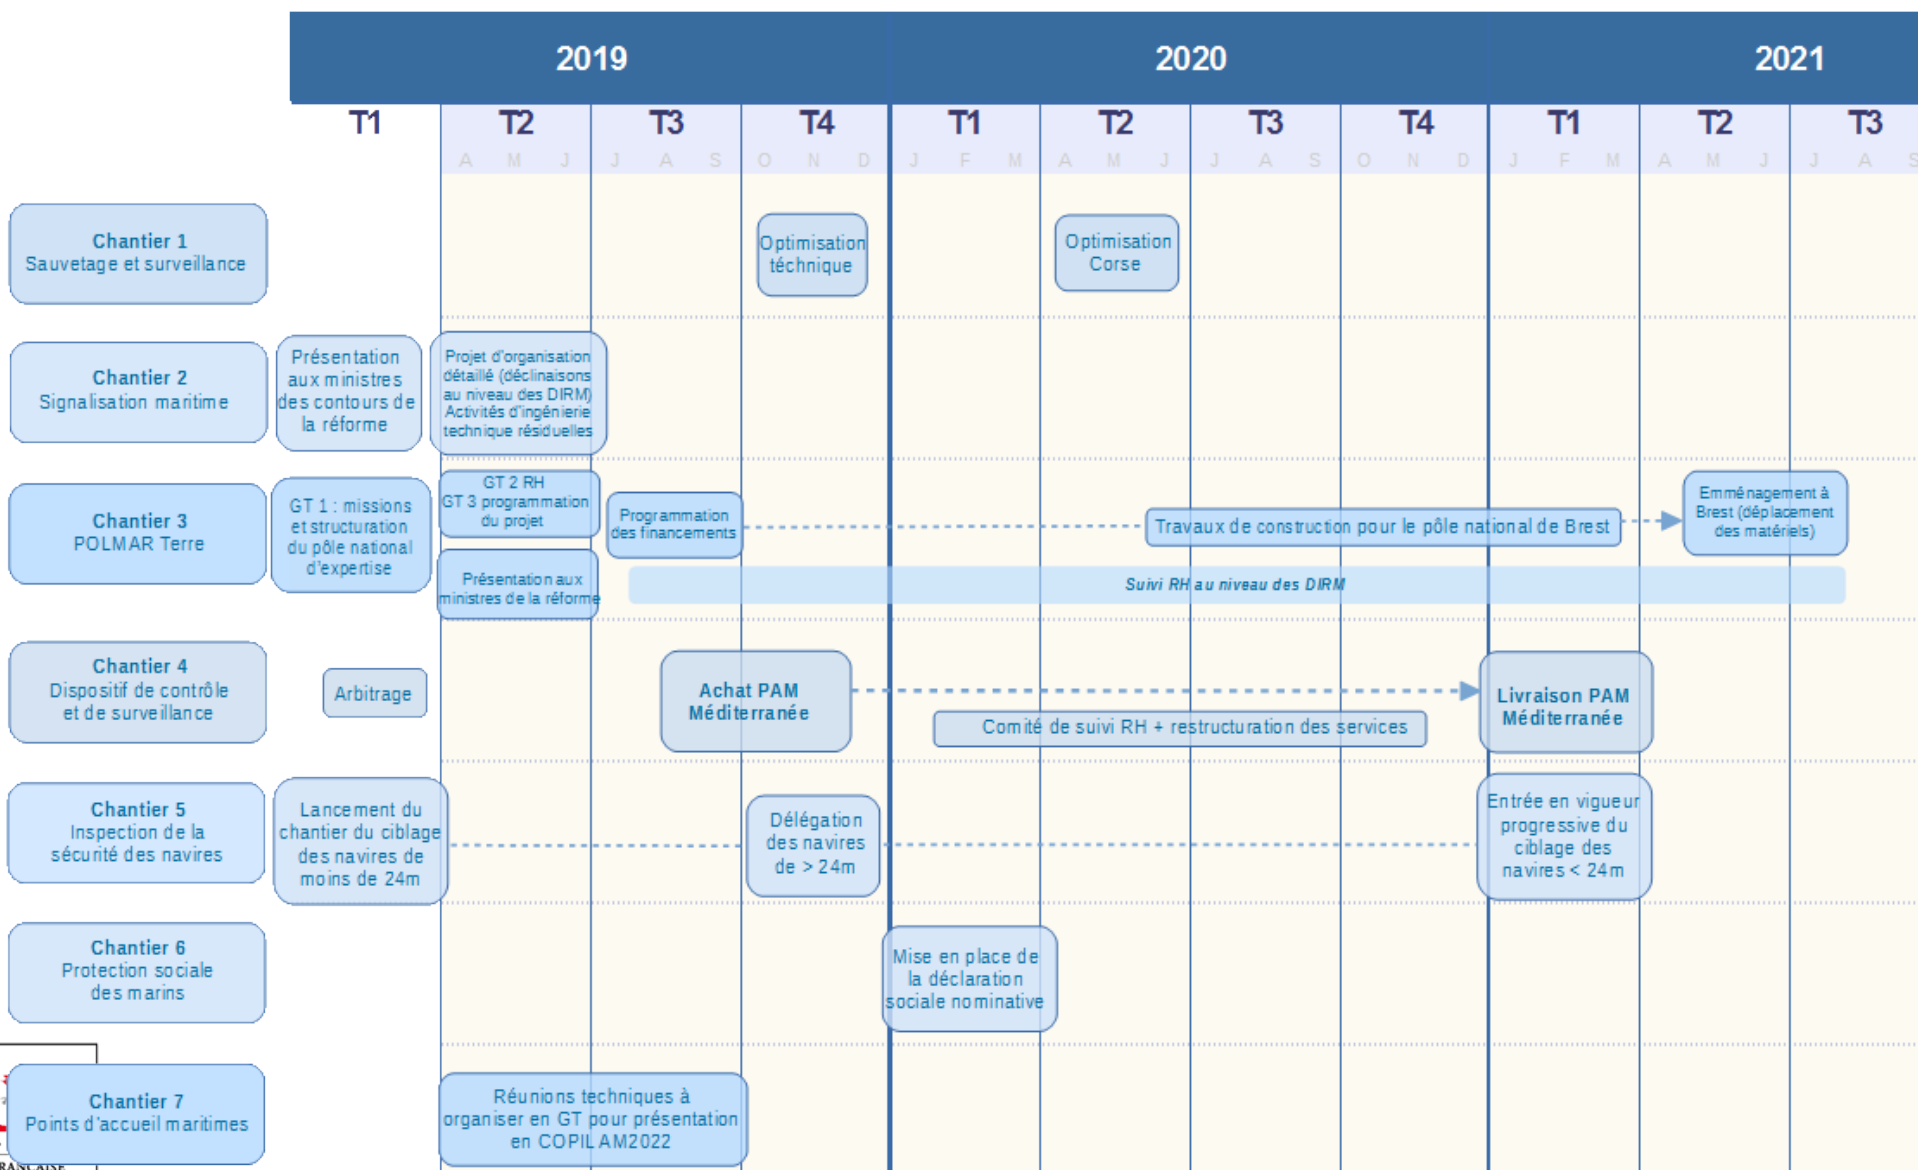 2019 2020 2021
T1 T2 T3 T4 T1 T2 T3 T4 T1 T2 T3
A M J J A S O N D J F M A M J J A S O N D J F M A M J J A S
Chantier 1
Sauvetage et surveillance
Optimisation
téchnique
Optimisation
Corse
Chantier 2
Signalisation maritime
Présentation
aux ministres
des contours de
la réforme
Projet d'organisation
détaillé (déclinaisons
au niveau des DIRM)
Activités d'ingénierie
technique résiduelles
Chantier 3
POLMAR Terre
GT 1 : missions
et structuration
du pôle national
d'expertise
GT 2 RH
GT 3 programmation
du projet
Présentation aux
ministres de la réforme
Programmation
des financements
Travaux de construction pour le pôle national de Brest
Emménagement à
Brest (déplacement
des matériels)
Suivi RH au niveau des DIRM
Chantier 4
Dispositif de contrôle
et de surveillance
Arbitrage
Achat PAM
Méditerranée
Comité de suivi RH + restructuration des services
Livraison PAM
Méditerranée
Chantier 5
Inspection de la
sécurité des navires
Lancement du
chantier du ciblage
des navires de
moins de 24m
Délégation
des navires
de > 24m
Entrée en vigueur
progressive du
ciblage des
navires < 24m
Chantier 6
Protection sociale
des marins
Mise en place de
la déclaration
sociale nominative
Chantier 7
Points d'accueil maritimes
Réunions techniques à
organiser en GT pour présentation
en COPIL AM2022